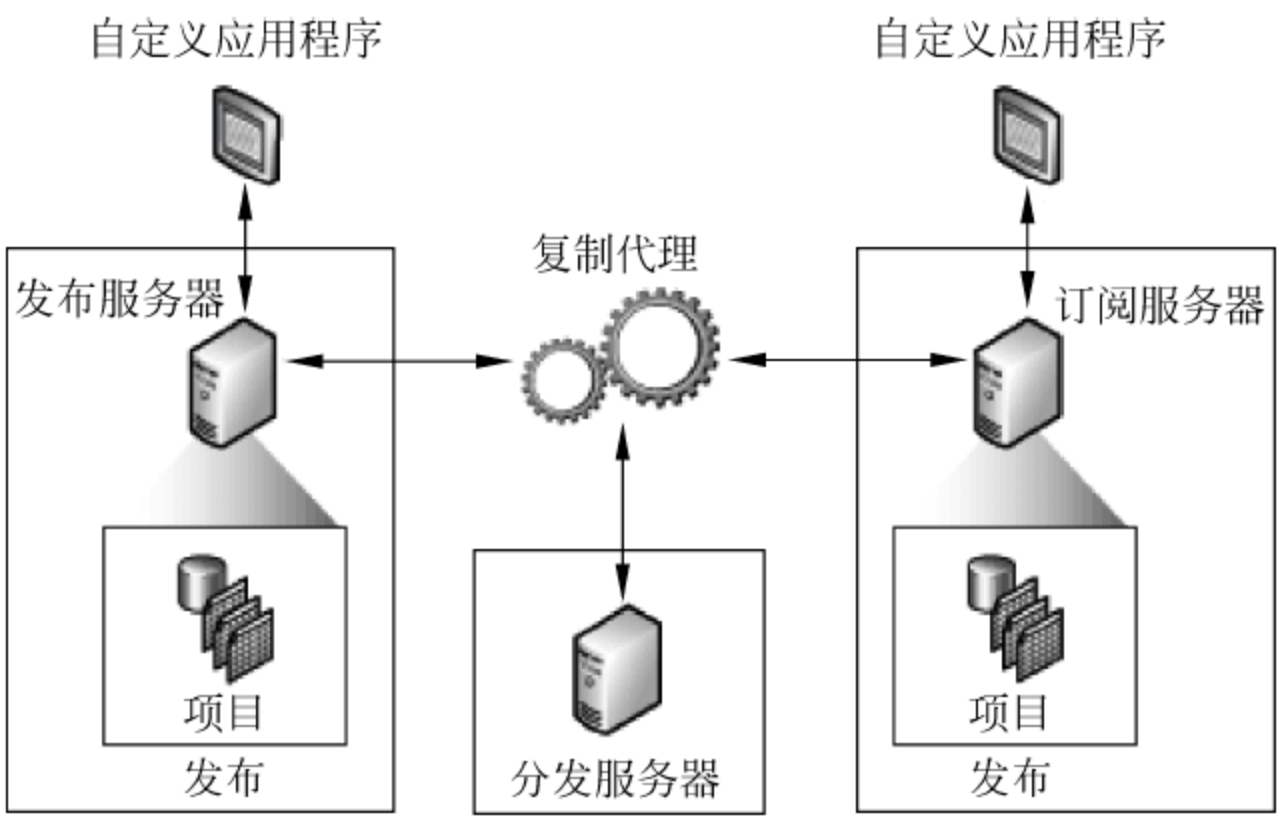 自定义应用程序
自定义应用程序
复制代理
发布服务器
订阅服务器
项目
项目
发布
分发服务器
发布